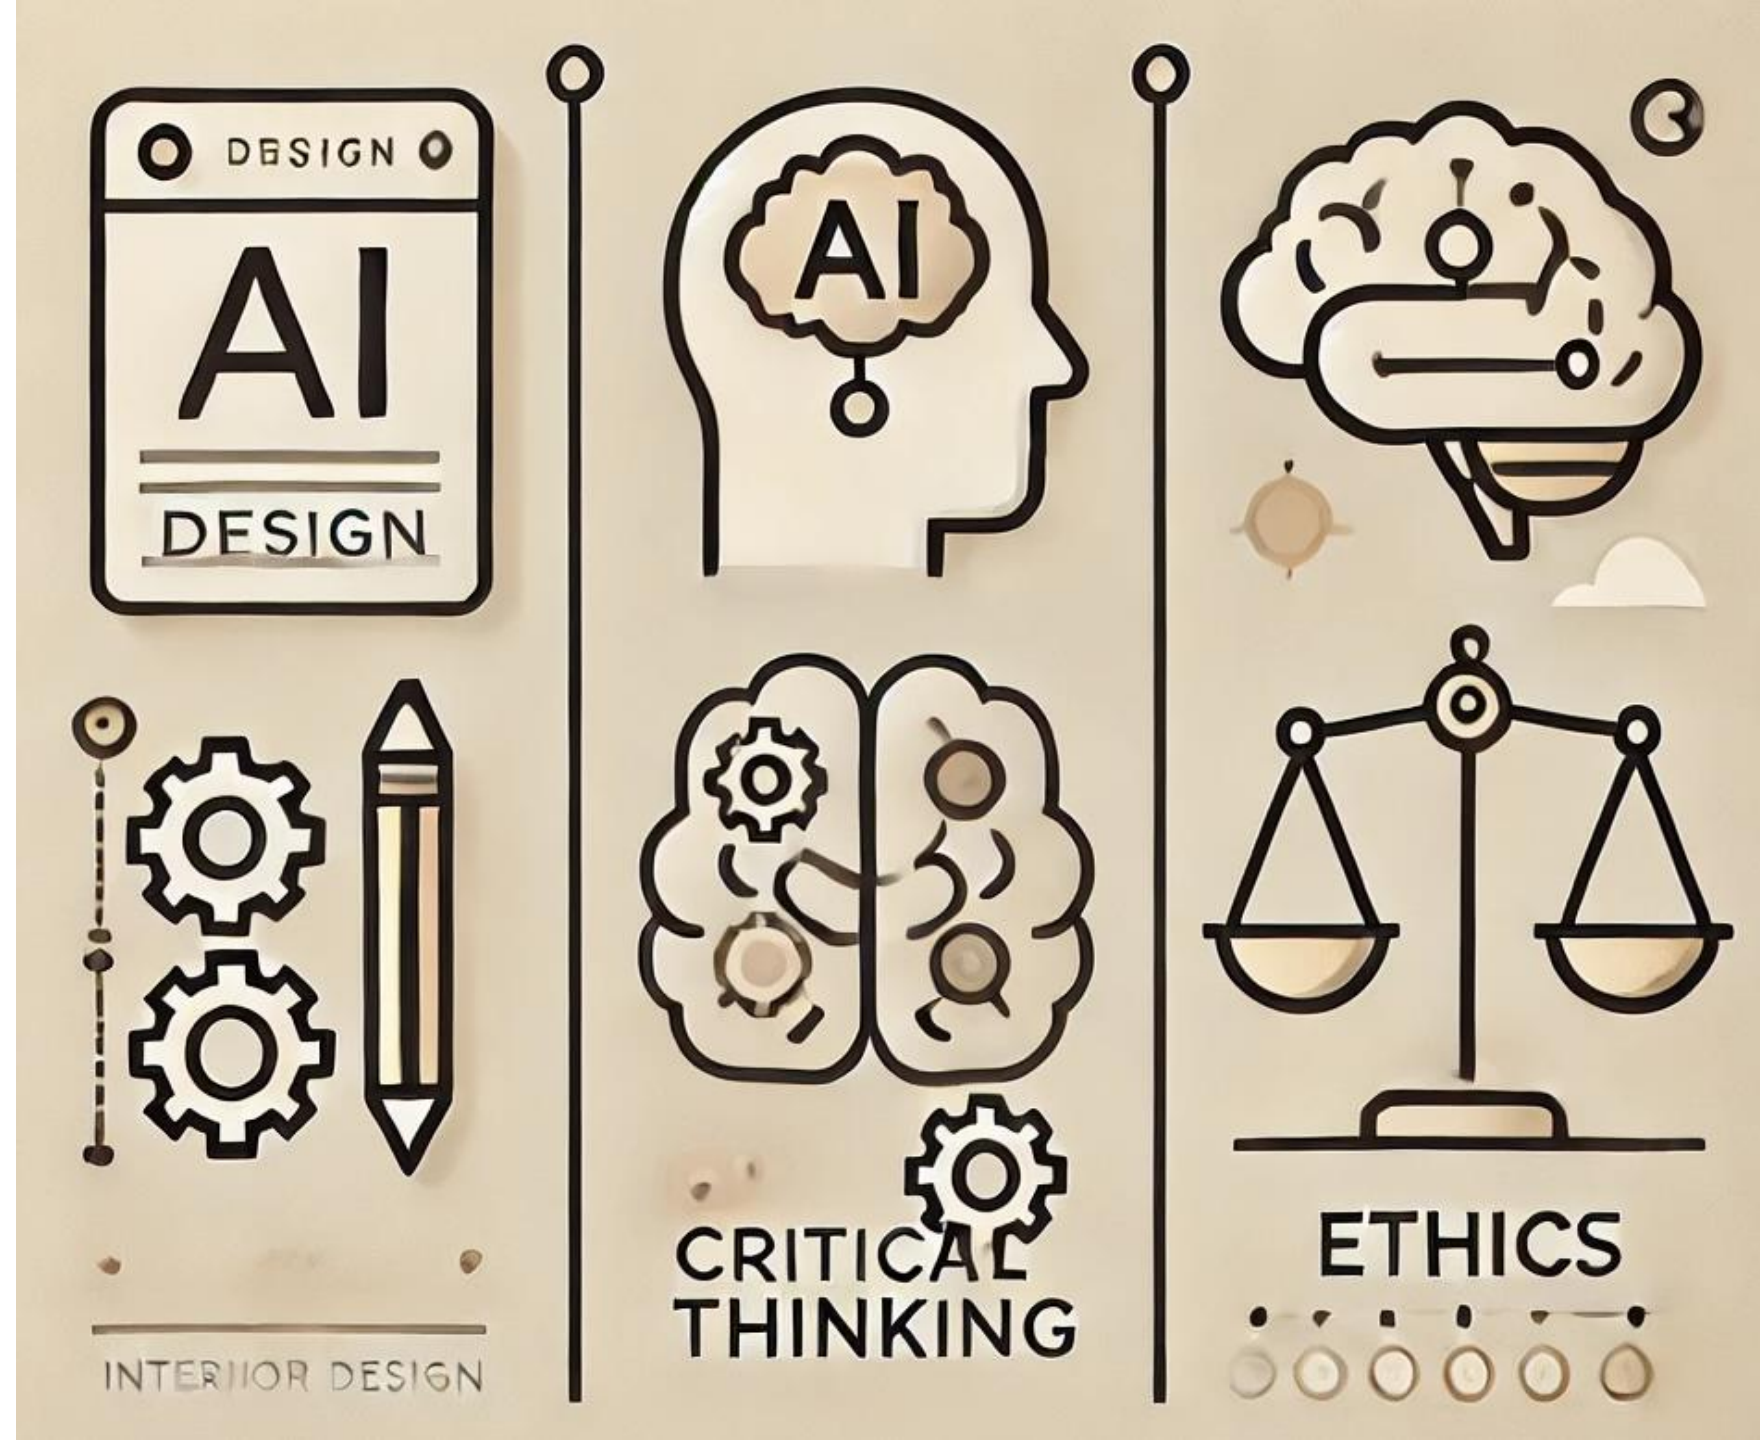 DESIGN
AI
DESIGN
INTERIIOR DESIGN
AI
CRITICAL
THINKING
ETHICS